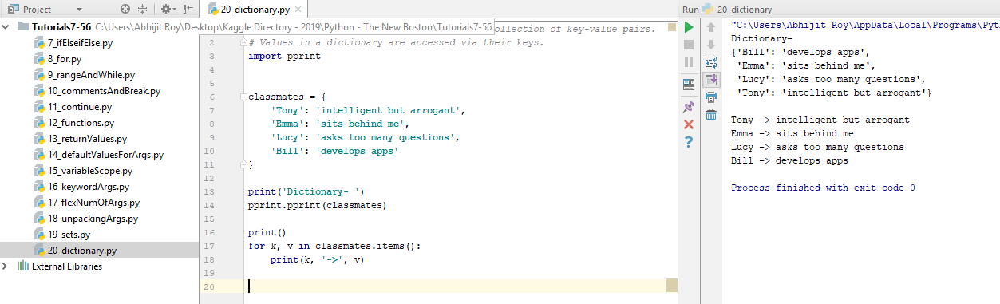 Project
Tutorials7-56 C:\Users\Abhijit Roy\Desktop\Kaggle Directory - 2019\Python - The New Boston\Tutorials7-56
7_ifElseifElse.py
8_for.py
9_rangeAndWhile.py
10_commentsAndBreak.py
11_continue.py
12_functions.py
13_returnValues.py
14_defaultValuesForArgs.py
15_variableScope.py
16_keywordArgs.py
17_flexNumOfArgs.py
18_unpackingArgs.py
19_sets.py
20_dictionary.py
External Libraries
20_dictionary.py
collection of key-value pairs.
2 # Values in a dictionary are accessed via their keys.
3 import pprint
4
5
6 classmates = {
7 'Tony': 'intelligent but arrogant',
8 'Emma': 'sits behind me',
9 'Lucy': 'asks too many questions',
10 'Bill': 'develops apps'
11 }
12
13 print('Dictionary- ')
14 pprint.pprint(classmates)
15
16 print()
17 for k, v in classmates.items():
18 print(k, '->', v)
19
20
Run 20_dictionary
"C:\Users\Abhijit Roy\AppData\Local\Programs\Pyt
Dictionary-
{'Bill': 'develops apps',
'Emma': 'sits behind me',
'Lucy': 'asks too many questions',
'Tony': 'intelligent but arrogant'}
Tony -> intelligent but arrogant
Emma -> sits behind me
Lucy -> asks too many questions
Bill -> develops apps
Process finished with exit code 0